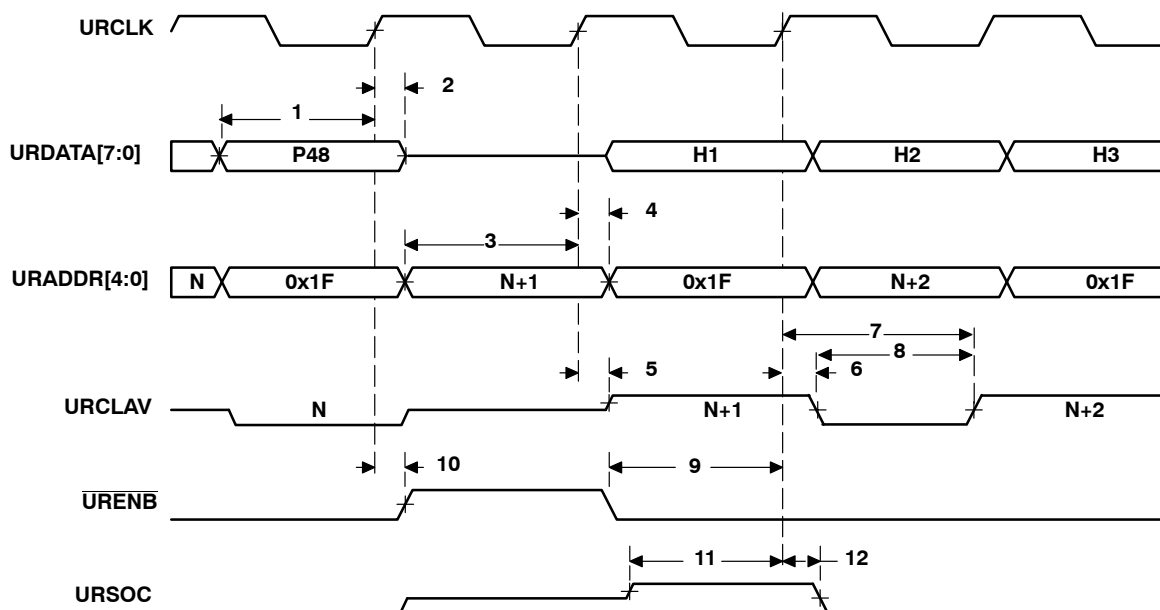 URCLK
2
1
URDATA[7:0] P48 H1 H2 H3
4
3
URADDR[4:0] N 0x1F N+1 0x1F N+2 0x1F
7
8
5 6
URCLAV N N+1 N+2
10 9
URENB
11 12
URSOC